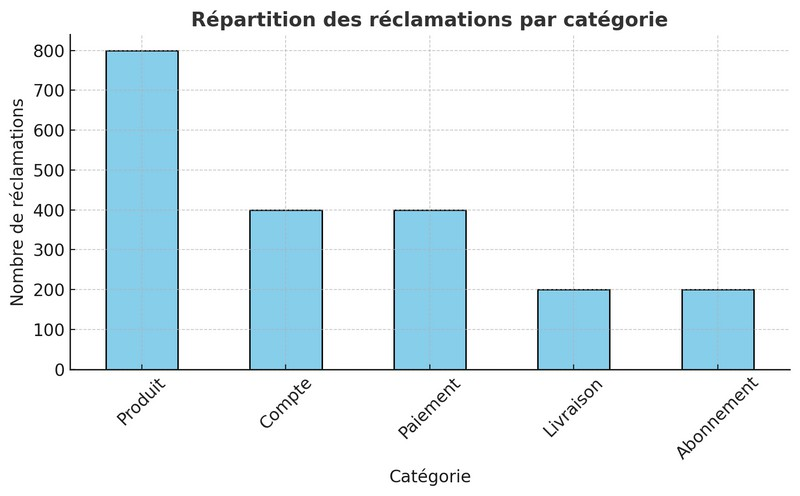 Répartition des réclamations par catégorie
Nombre de réclamations
800
700
600
500
400
300
200
100
0
Produit
Compte
Paiement
Livraison
Abonnement
Catégorie